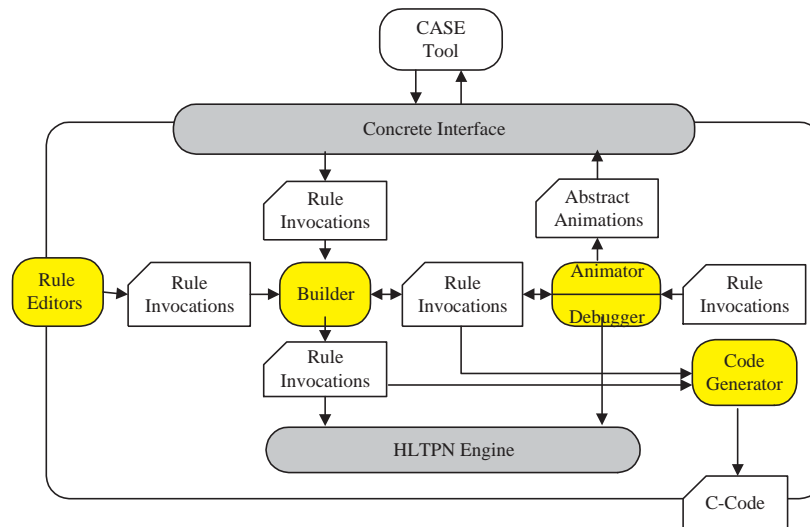 CASE
Tool
Concrete Interface
Rule
Invocations
Abstract
Animations
Rule
Editors
Rule
Invocations
Builder
Rule
Invocations
Animator
Debugger
Rule
Invocations
Rule
Invocations
Code
Generator
HLTPN Engine
C-Code